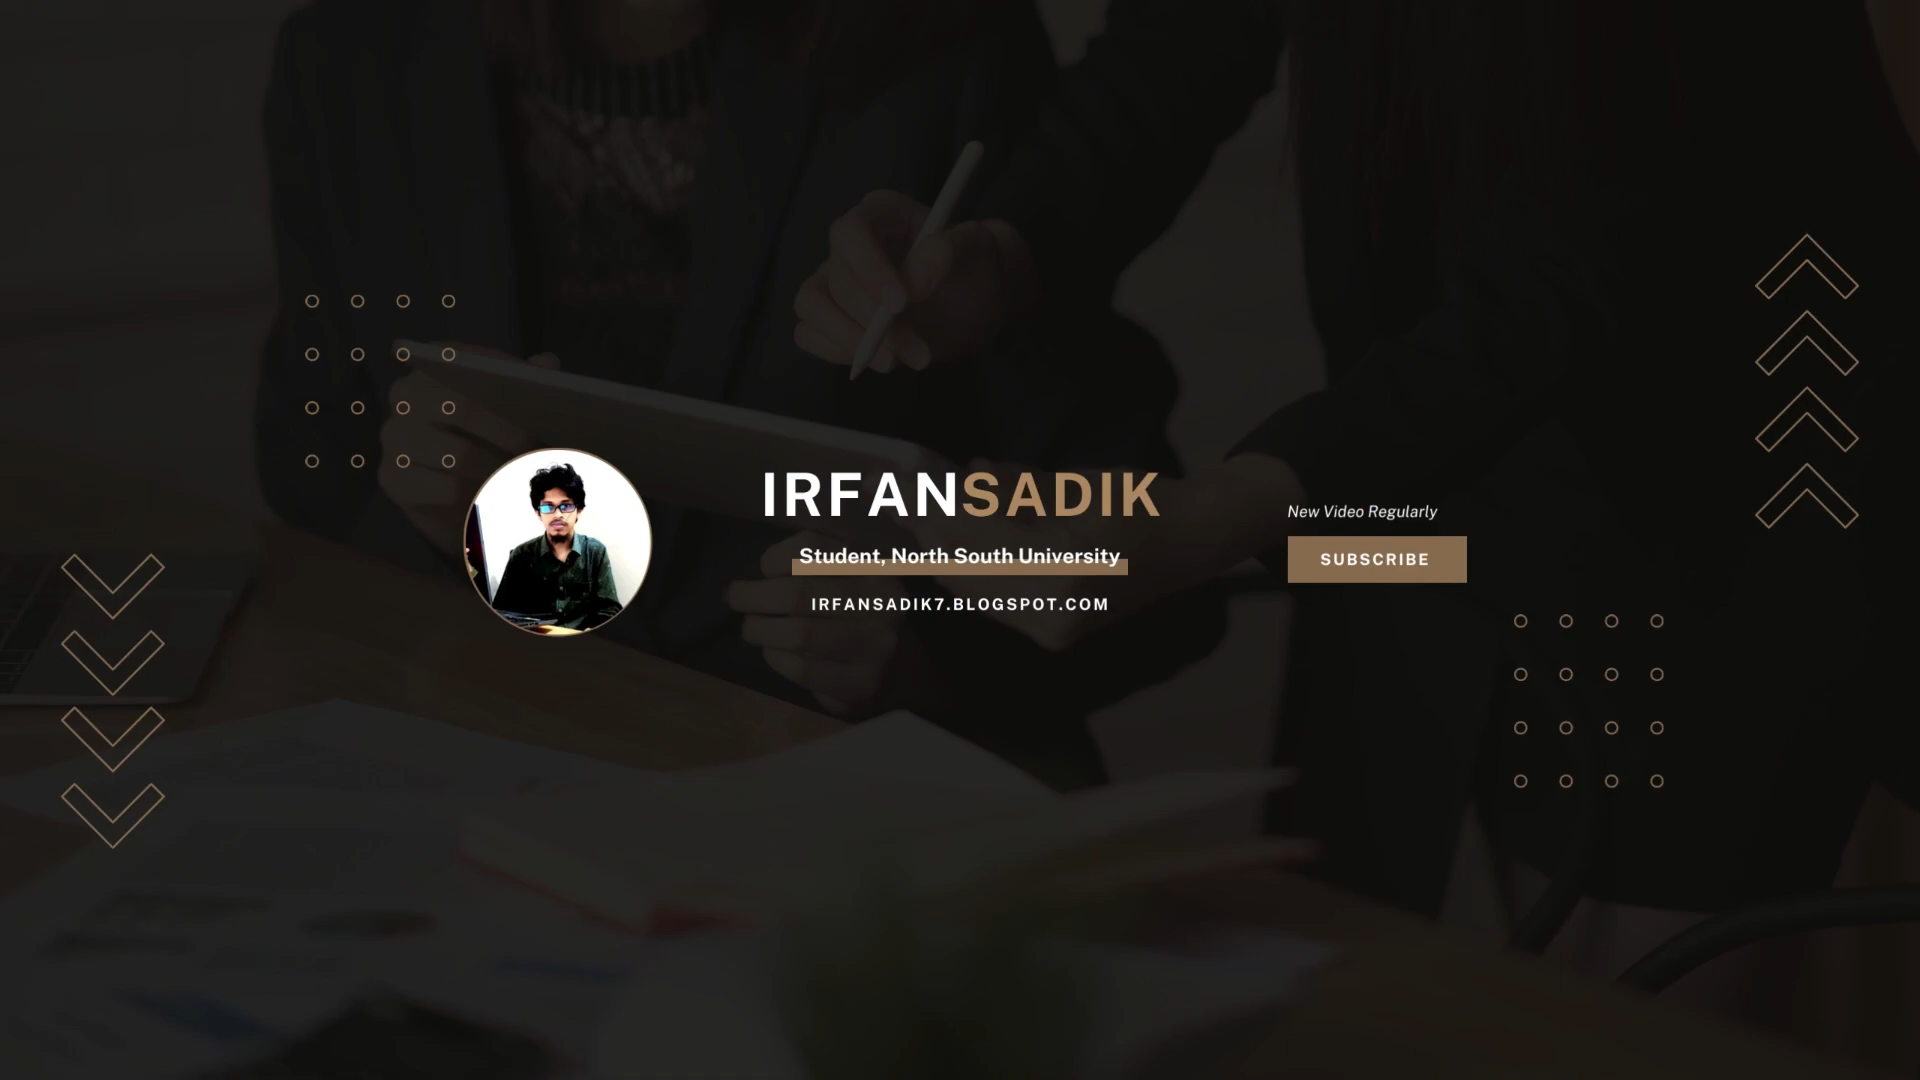 IRFANSADIK
Student, North South University
IRFANSADIK7.BLOGSPOT.COM
New Video Regularly
SUBSCRIBE